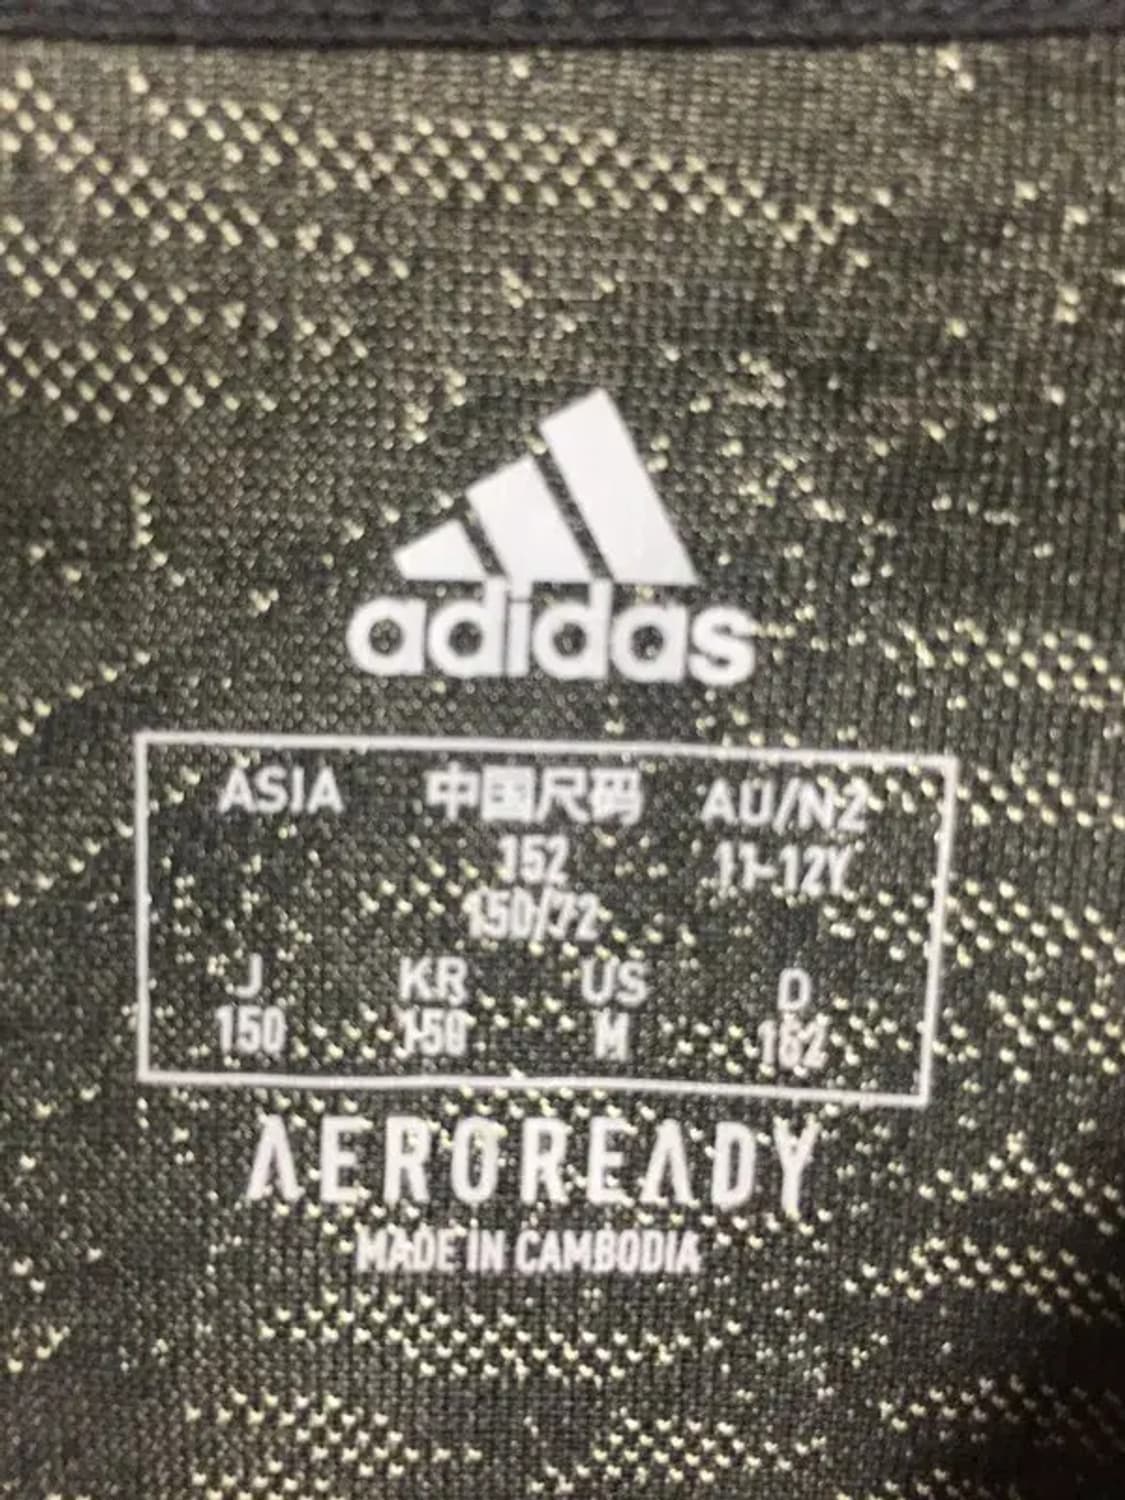 adidas
ASIA 中国尺码 AU/NZ
152 11-12Y
150/72
J KR US D
150 150 M 152
AEROREADY
MADE IN CAMBODIA